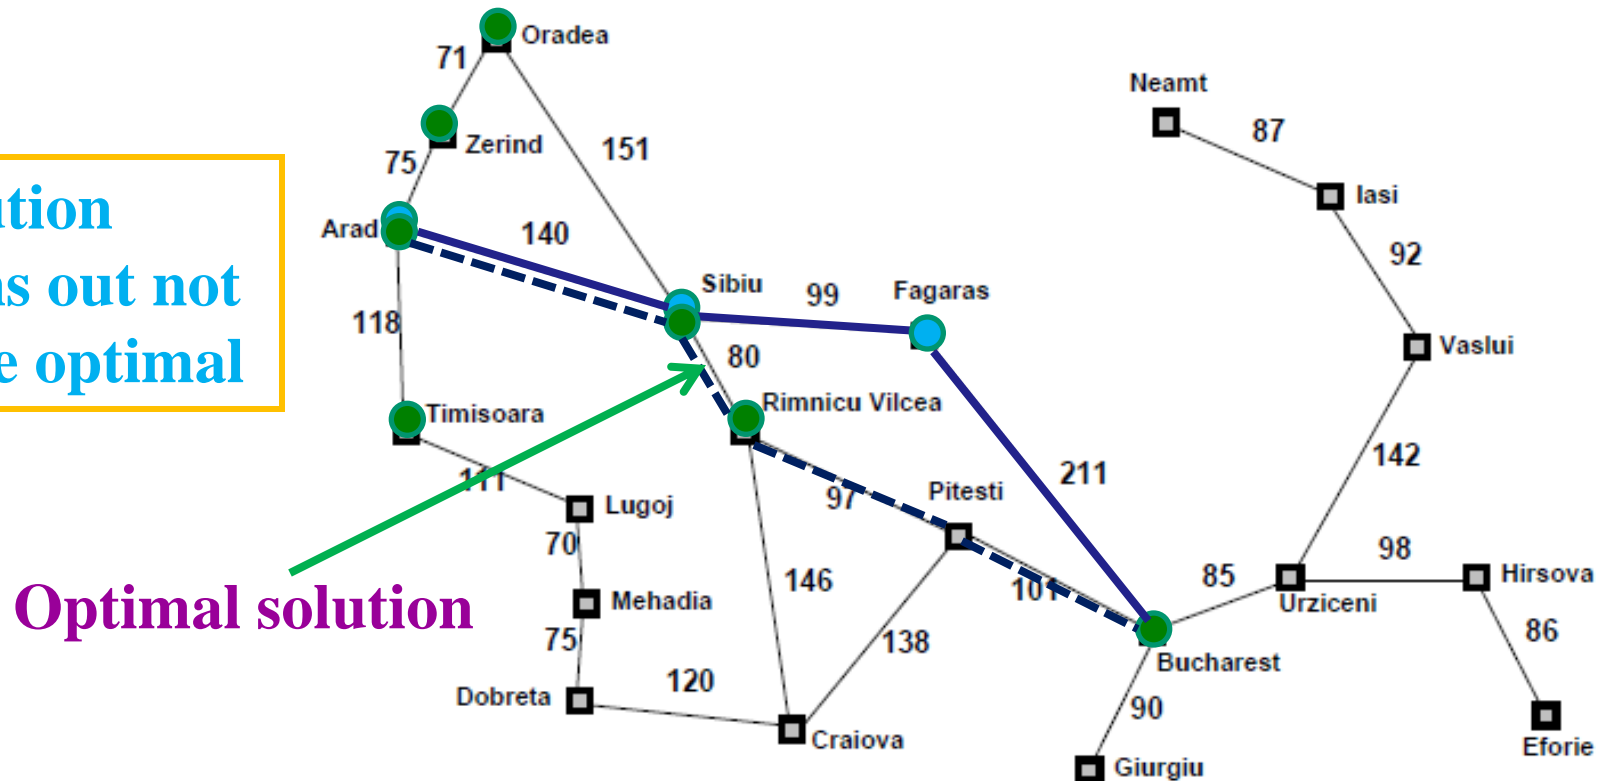 Oradea
71
Neamt
87
Zerind
151
75
ution
Iasi
Arad
140
92
s out not
Sibiu
99
Fagaras
118
80
Vaslui
e optimal
Rimnicu Vilcea
Timisoara
142
111
211
97
Pitesti
Lugoj
70
98
146
101
85
Hirsova
Optimal solution
Mehadia
Urziceni
75
138
86
Bucharest
120
Dobreta
90
Craiova
Eforie
Giurgiu